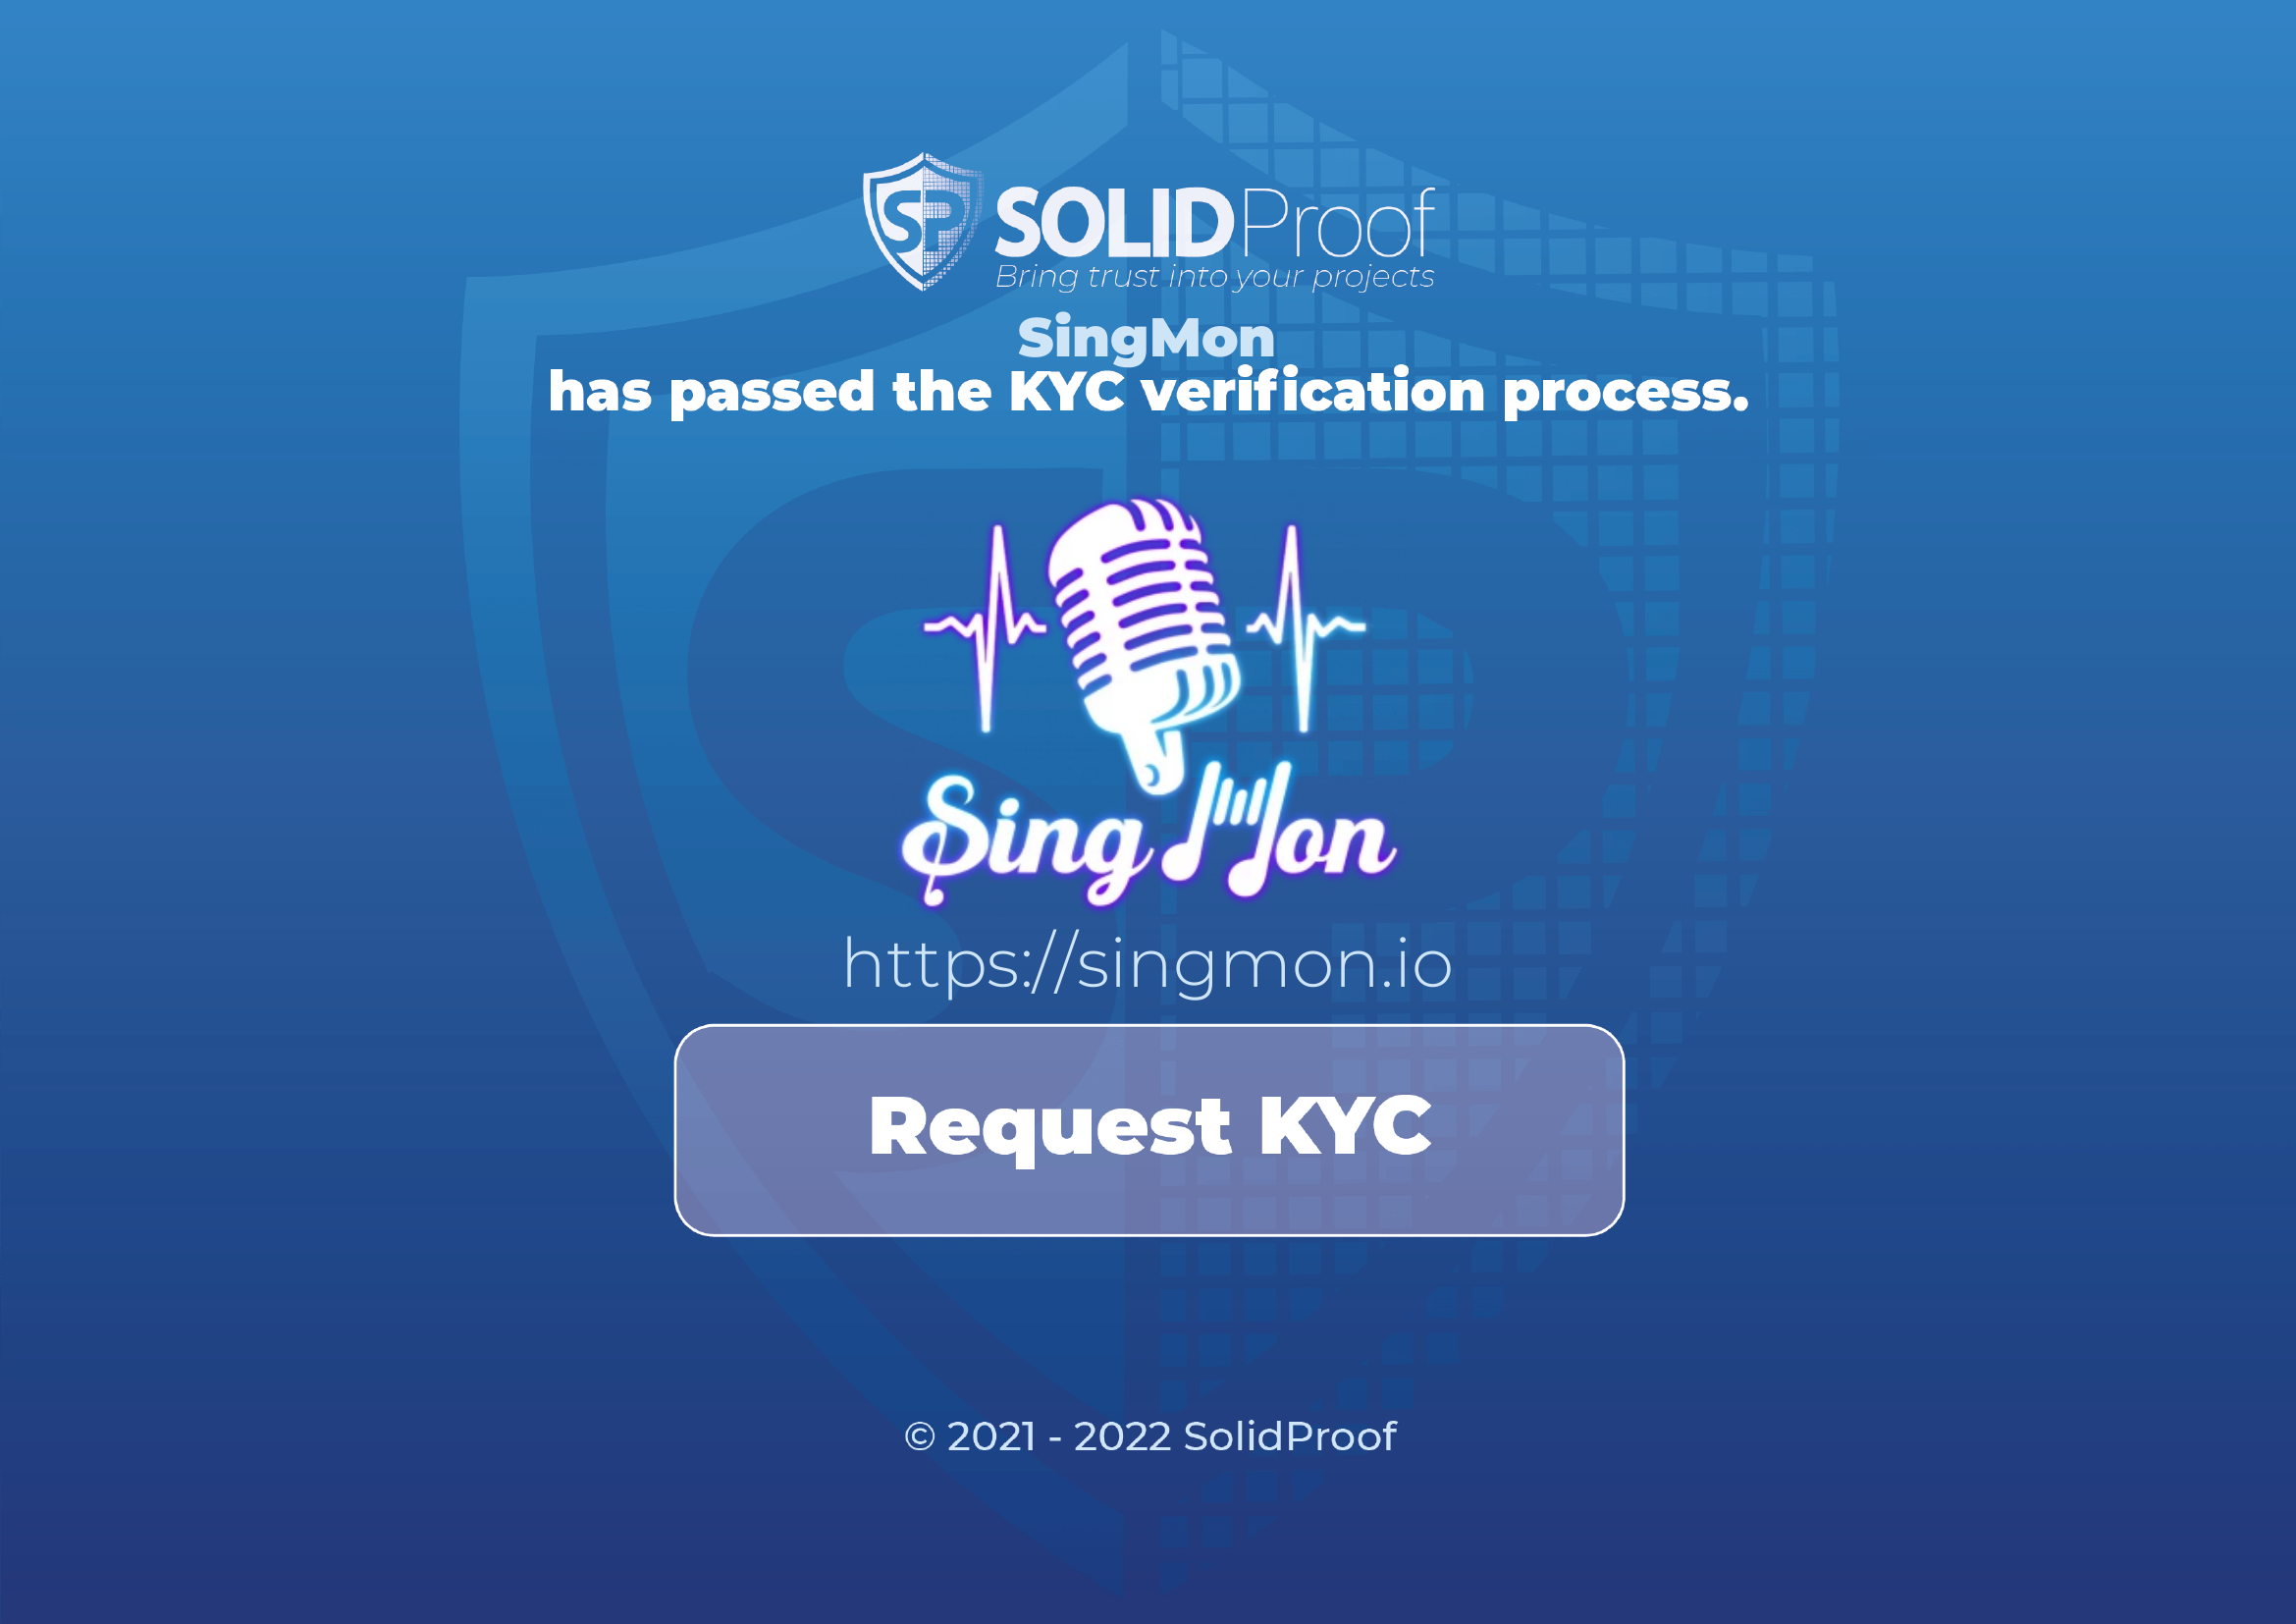 SP SOLIDProof
Bring trust into your projects
SingMon
has passed the KYC verification process.
SingMon
https://singmon.io
Request KYC
© 2021 - 2022 SolidProof